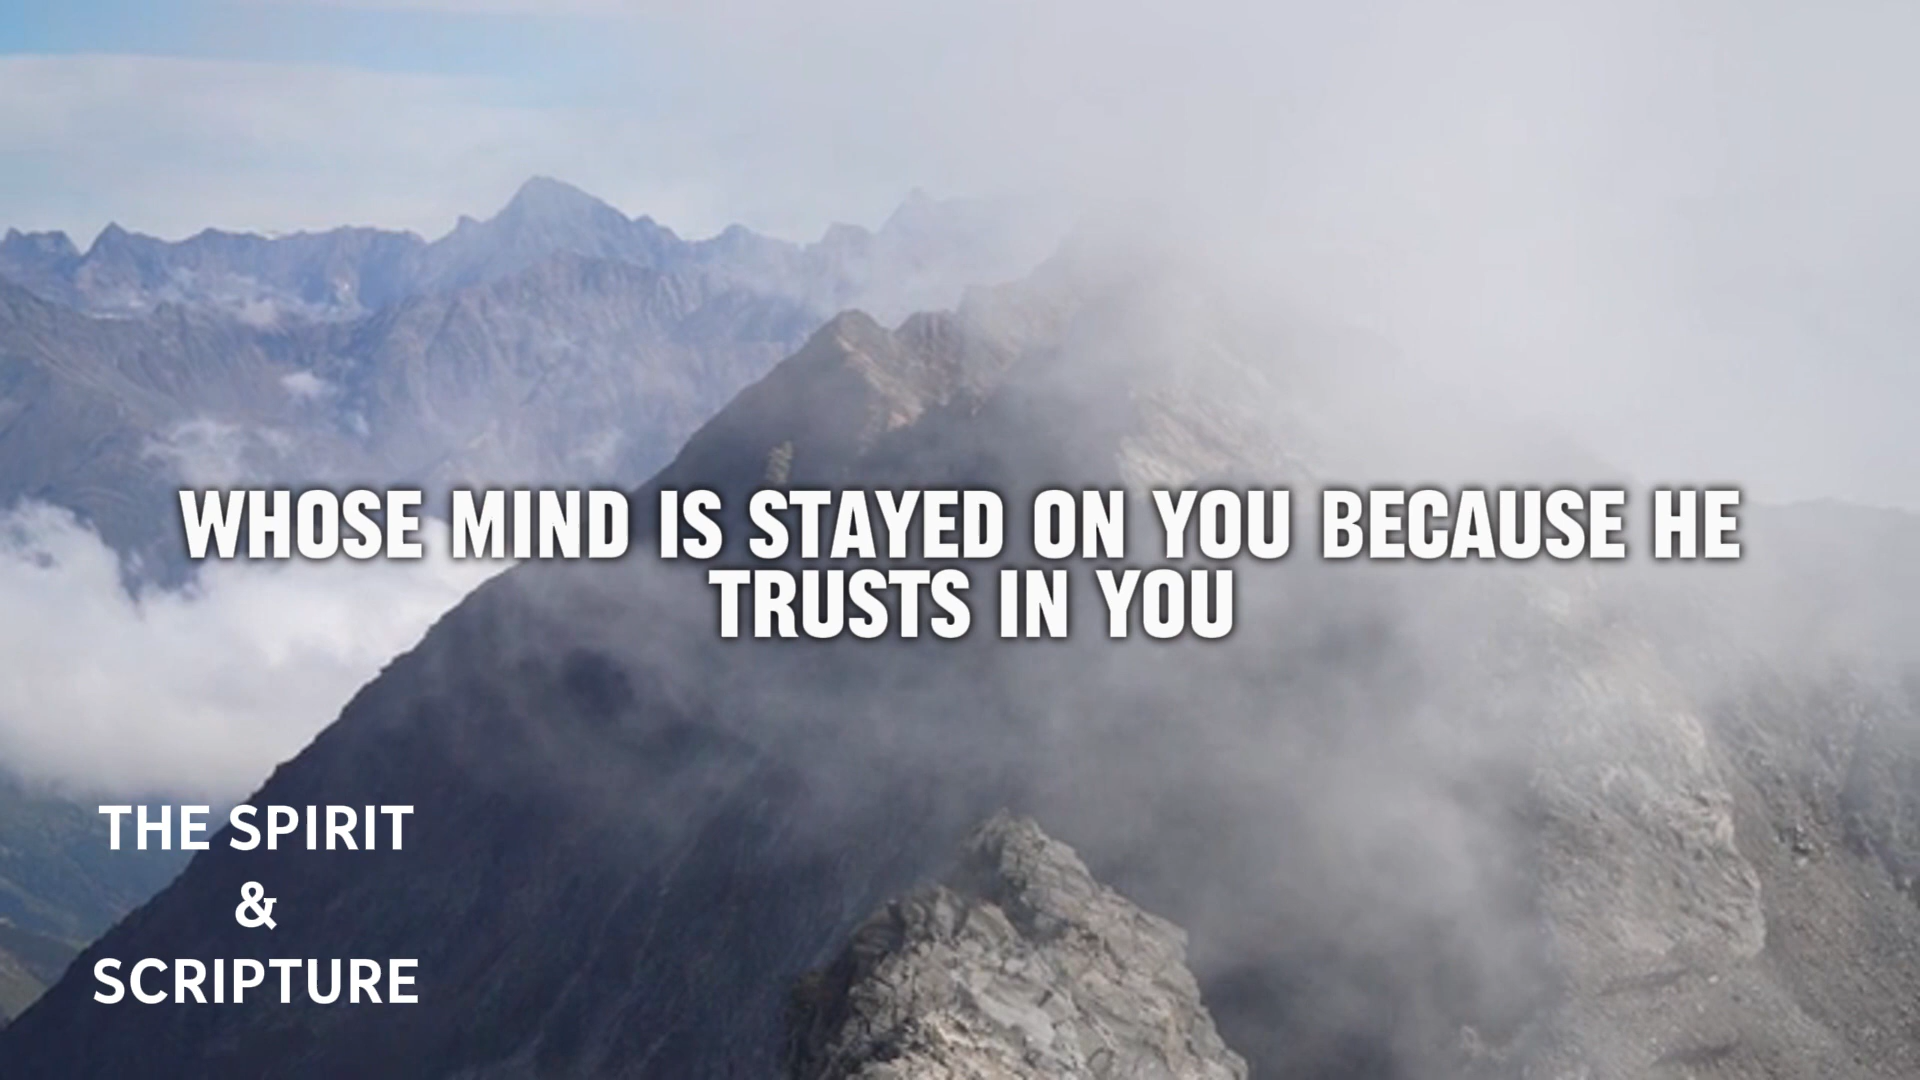 WHOSE MIND IS STAYED ON YOU BECAUSE HE
TRUSTS IN YOU
THE SPIRIT
&
SCRIPTURE